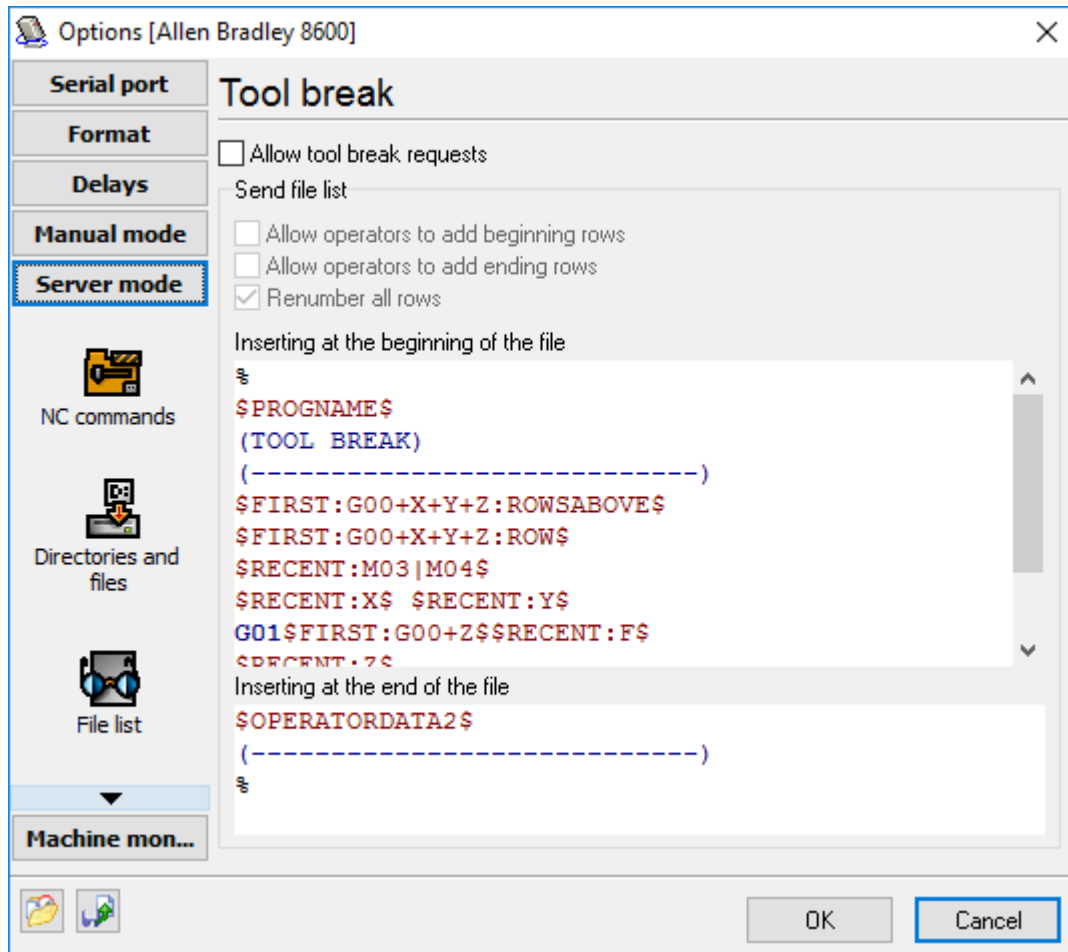 Options [Allen Bradley 8600]
Serial port
Format
Delays
Manual mode
Server mode
NC commands
Directories and
files
File list
Machine mon...
Tool break
Allow tool break requests
Send file list
Allow operators to add beginning rows
Allow operators to add ending rows
Renumber all rows
Inserting at the beginning of the file
%
$PROGNAME$
(TOOL BREAK)
(----------------------------)
$FIRST:G00+X+Y+Z:ROWSABOVE$
$FIRST:G00+X+Y+Z:ROW$
$RECENT:M03|M04$
$RECENT:X$ $RECENT:Y$
G01$FIRST:G00+Z$$RECENT:F$
$RECENT:Z$
Inserting at the end of the file
$OPERATORDATA2$
(----------------------------)
%
OK
Cancel